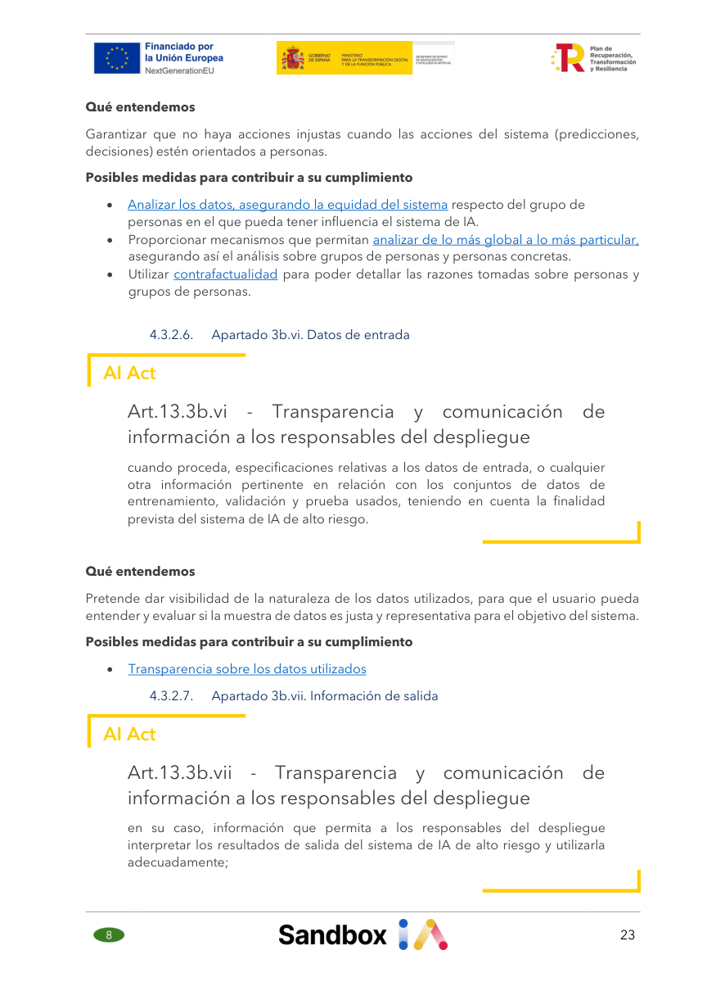 Financiado por
la Unión Europea
NextGenerationEU
GOBIERNO
DE ESPAÑA
MINISTERIO
PARA LA TRANSFORMACIÓN DIGITAL
Y DE LA FUNCIÓN PÚBLICA
SECRETARÍA DE ESTADO
DE DIGITALIZACIÓN
E INTELIGENCIA ARTIFICIAL
Plan de
Recuperación,
Transformación
y Resiliencia
Qué entendemos
Garantizar que no haya acciones injustas cuando las acciones del sistema (predicciones,
decisiones) estén orientados a personas.
Posibles medidas para contribuir a su cumplimiento
• Analizar los datos, asegurando la equidad del sistema respecto del grupo de
personas en el que pueda tener influencia el sistema de IA.
• Proporcionar mecanismos que permitan analizar de lo más global a lo más particular,
asegurando así el análisis sobre grupos de personas y personas concretas.
• Utilizar contrafactualidad para poder detallar las razones tomadas sobre personas y
grupos de personas.
4.3.2.6. Apartado 3b.vi. Datos de entrada
AI Act
Art.13.3b.vi - Transparencia y comunicación de
información a los responsables del despliegue
cuando proceda, especificaciones relativas a los datos de entrada, o cualquier
otra información pertinente en relación con los conjuntos de datos de
entrenamiento, validación y prueba usados, teniendo en cuenta la finalidad
prevista del sistema de IA de alto riesgo.
Qué entendemos
Pretende dar visibilidad de la naturaleza de los datos utilizados, para que el usuario pueda
entender y evaluar si la muestra de datos es justa y representativa para el objetivo del sistema.
Posibles medidas para contribuir a su cumplimiento
• Transparencia sobre los datos utilizados
4.3.2.7. Apartado 3b.vii. Información de salida
AI Act
Art.13.3b.vii - Transparencia y comunicación de
información a los responsables del despliegue
en su caso, información que permita a los responsables del despliegue
interpretar los resultados de salida del sistema de IA de alto riesgo y utilizarla
adecuadamente;
8
Sandbox IA
23